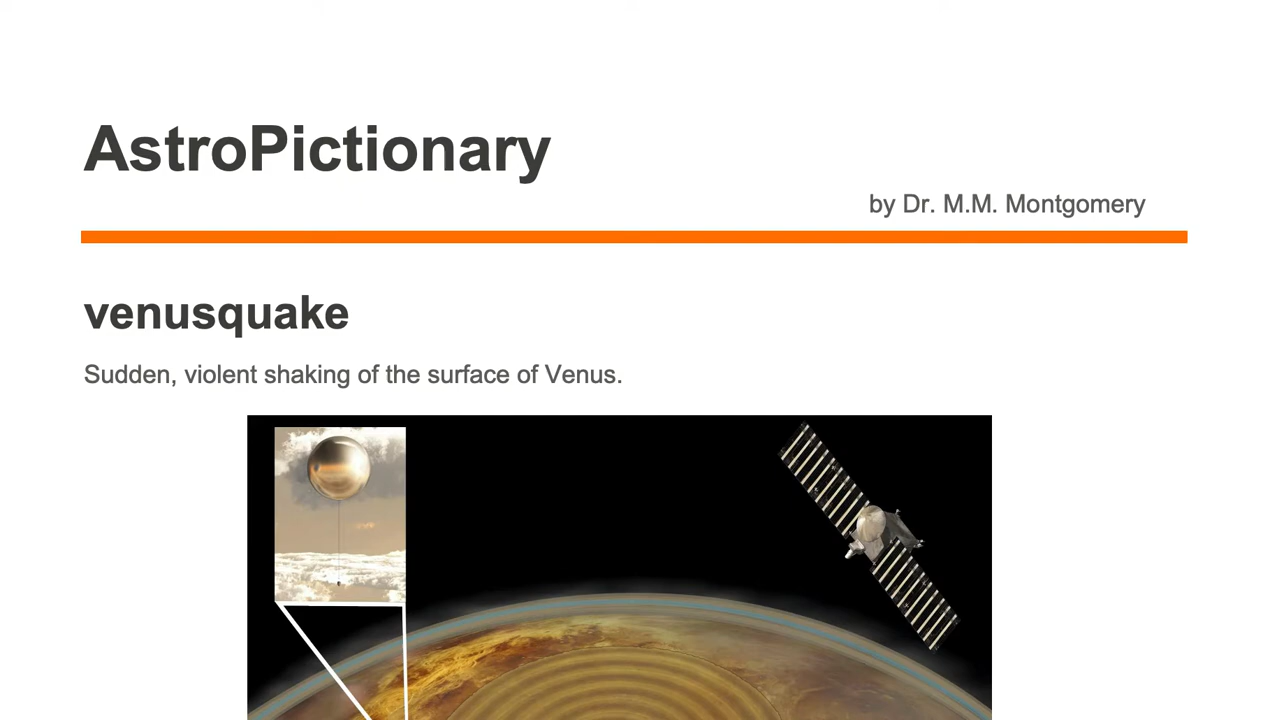 AstroPictionary
by Dr. M.M. Montgomery
venusquake
Sudden, violent shaking of the surface of Venus.